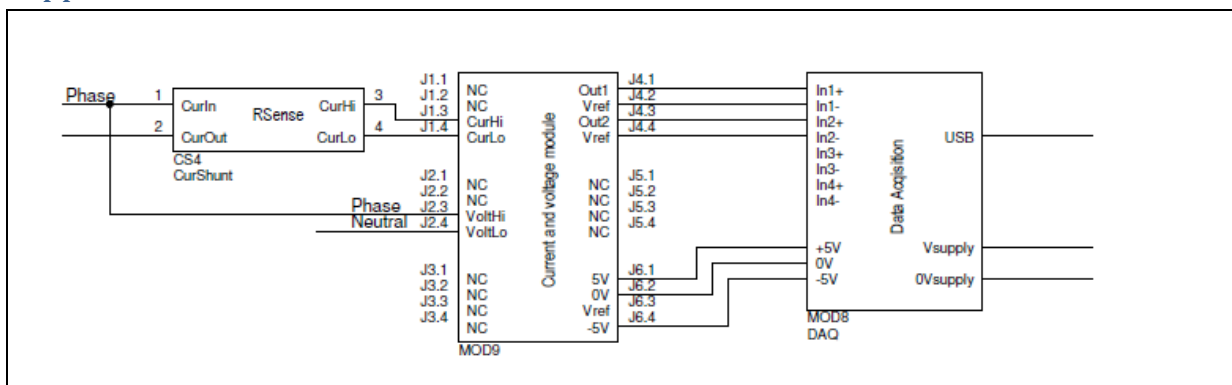 Phase
1
CurIn
RSense
CurHi
3
2
CurOut
CurLo
4
CS4
CurShunt
J1.1
J1.2
J1.3
J1.4
NC
NC
CurHi
CurLo
J2.1
J2.2
J2.3
J2.4
Phase
Neutral
NC
NC
VoltHi
VoltLo
J3.1
J3.2
J3.3
J3.4
NC
NC
NC
NC
Current and voltage module
Out1
Vref
Out2
Vref
J4.1
J4.2
J4.3
J4.4
NC
NC
NC
NC
J5.1
J5.2
J5.3
J5.4
5V
0V
Vref
-5V
J6.1
J6.2
J6.3
J6.4
MOD9
In1+
In1-
In2+
In2-
In3+
In3-
In4+
In4-
+5V
0V
-5V
Data Acqisition
USB
Vsupply
0Vsupply
MOD8
DAQ